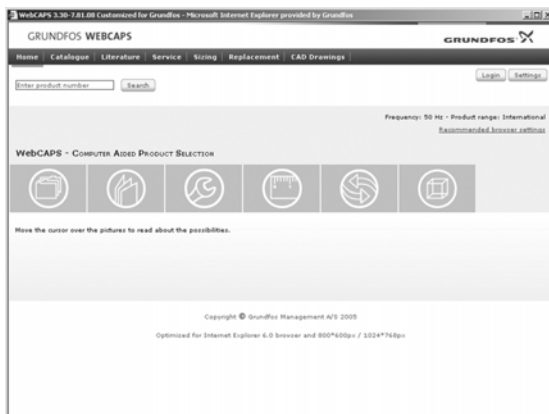 WebCAPS 3.30-7.81.08 Customized for Grundfos - Microsoft Internet Explorer provided by Grundfos
GRUNDFOS WEBCAPS
GRUNDFOS
Home Catalogue Literature Service Sizing Replacement CAD Drawings
Login Settings
Enter product number Search
Frequency: 50 Hz - Product range: International
Recommended browser settings
WebCAPS - Computer Aided Product Selection
Move the cursor over the pictures to read about the possibilities.
Copyright © Grundfos Management A/S 2005
Optimized for Internet Explorer 6.0 browser and 800*600px / 1024*768px